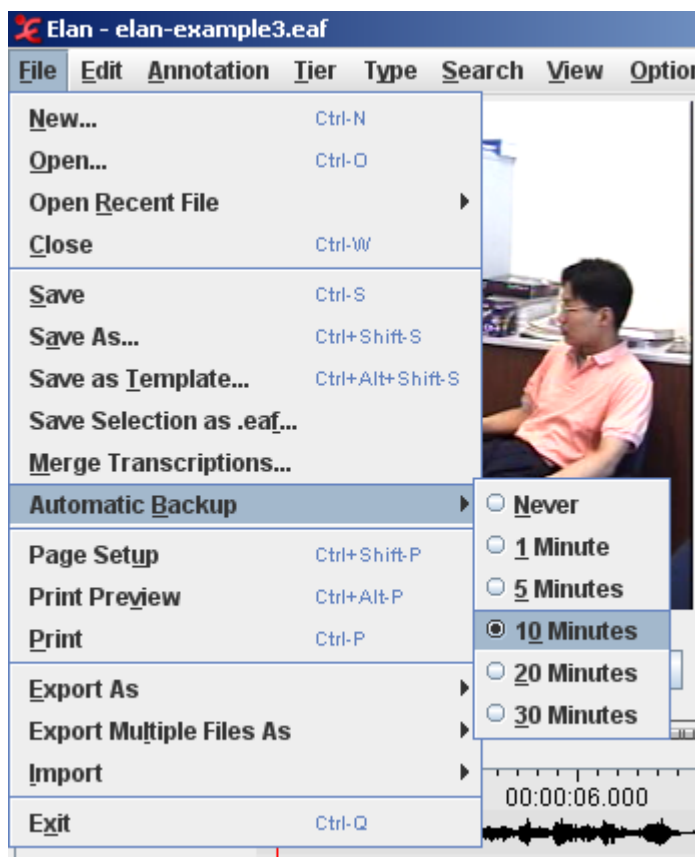 Elan - elan-example3.eaf
File Edit Annotation Tier Type Search View
New... Ctrl-N
Open... Ctrl-O
Open Recent File
Close Ctrl-W
Save Ctrl-S
Save As... Ctrl+Shift-S
Save as Template... Ctrl+Alt+Shift-S
Save Selection as .eaf...
Merge Transcriptions...
Automatic Backup
Never
1 Minute
5 Minutes
10 Minutes
20 Minutes
30 Minutes
Page Setup Ctrl+Shift-P
Print Preview Ctrl+Alt-P
Print Ctrl-P
Export As
Export Multiple Files As
Import
Exit Ctrl-Q
00:00:06.000